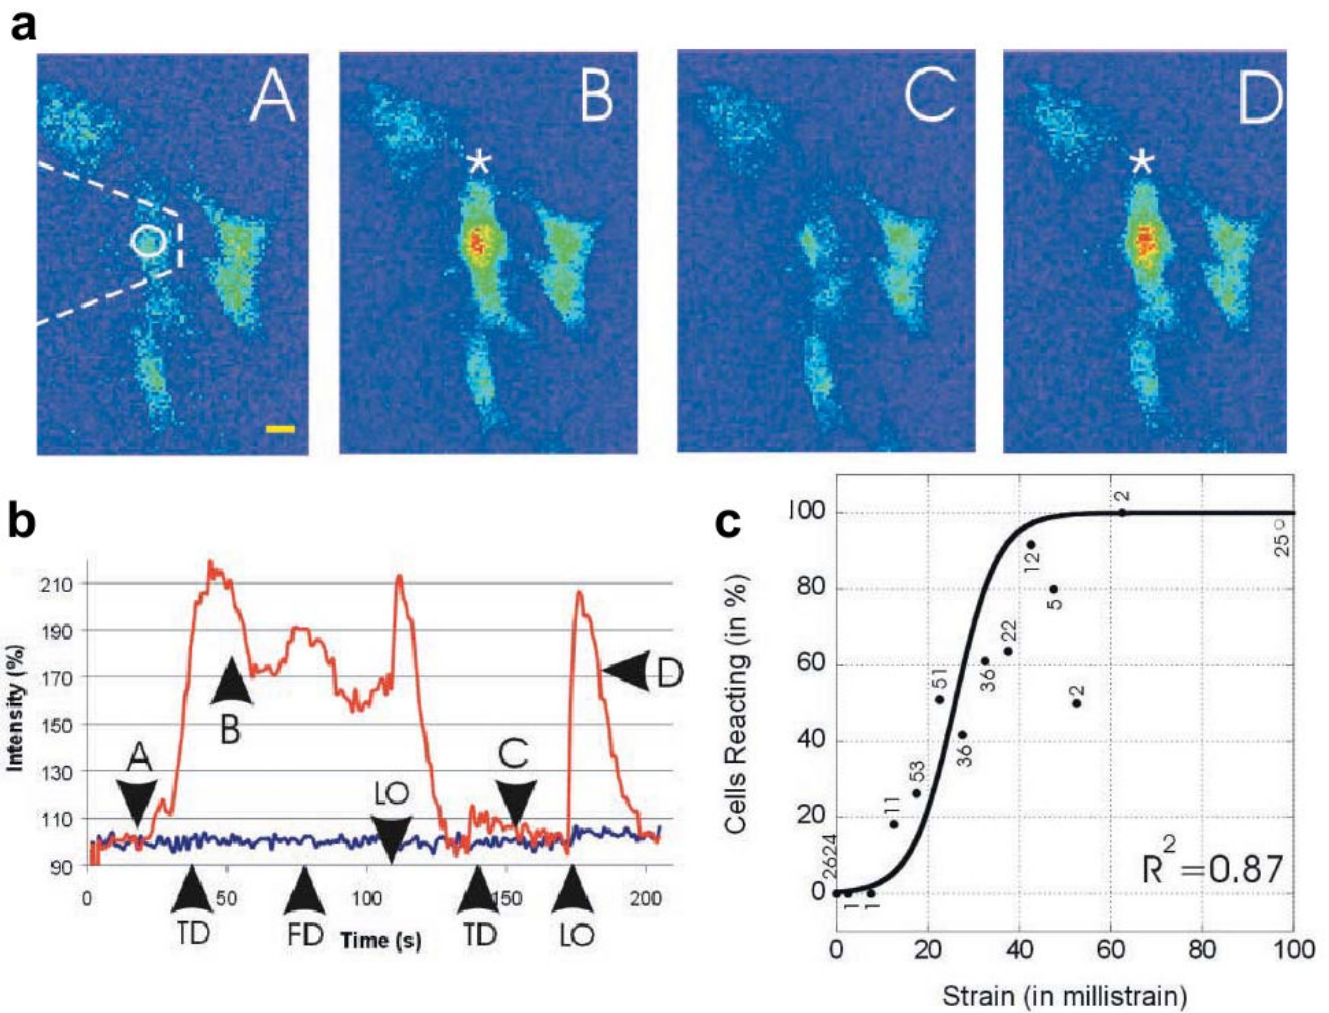 a
A B C D
* *
b
Intensity (%)
210
190
170
150
130
110
90
A
B
LO
C
D
0 50 100 150 200
TD FD Time (s) TD LO
c
Cells Reacting (in %)
100
80
60
40
20
0
2624
1
1
11
53
51
36
36
22
12
5
2
2
25
R²=0.87
0 20 40 60 80 100
Strain (in millistrain)